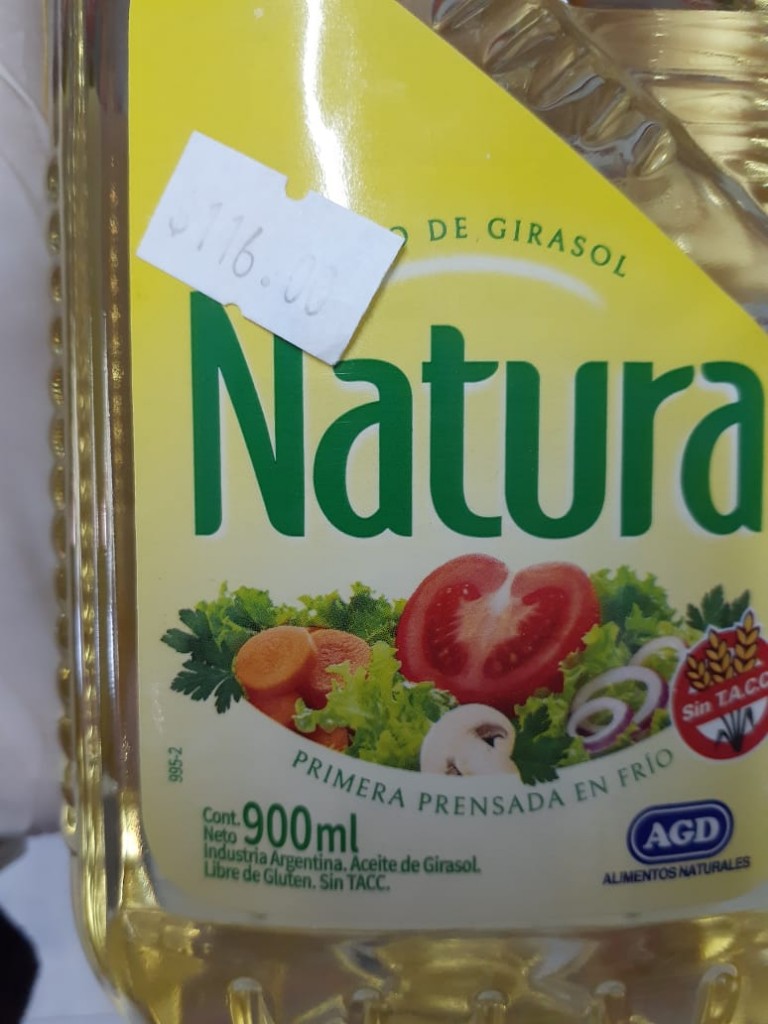 $116.00
DE GIRASOL
Natura
Sin T.A.C.C.
PRIMERA PRENSADA EN FRÍO
995-2
Cont.
Neto 900ml
Industria Argentina. Aceite de Girasol.
Libre de Gluten. Sin TACC.
AGD
ALIMENTOS NATURALES